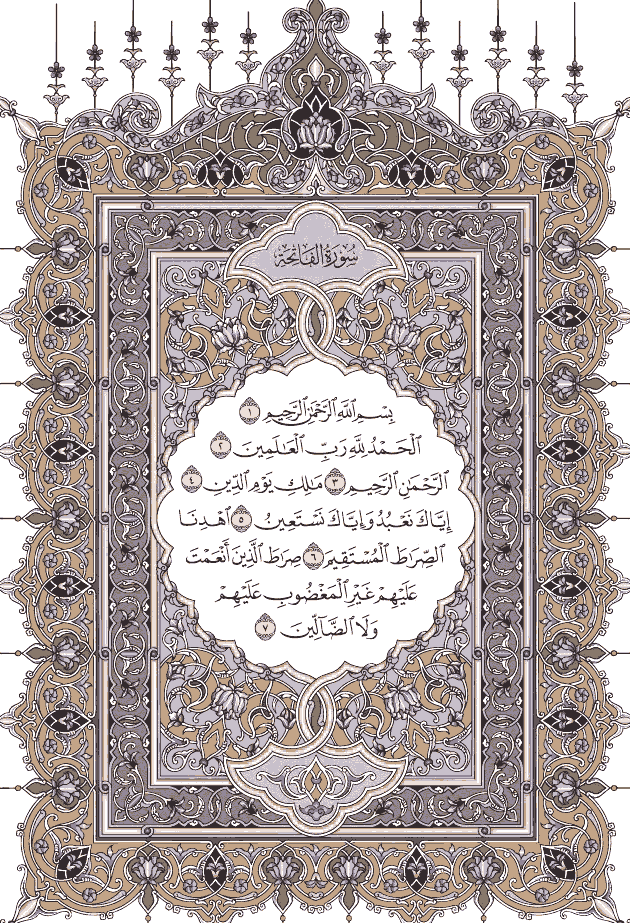 سُورَةُ الفَاتِحَةِ
بِسْمِ ٱللَّهِ ٱلرَّحْمَٰنِ ٱلرَّحِيمِ ١
ٱلْحَمْدُ لِلَّهِ رَبِّ ٱلْعَٰلَمِينَ ٢
ٱلرَّحْمَٰنِ ٱلرَّحِيمِ ٣ مَٰلِكِ يَوْمِ ٱلدِّينِ ٤
إِيَّاكَ نَعْبُدُ وَإِيَّاكَ نَسْتَعِينُ ٥ ٱهْدِنَا
ٱلصِّرَٰطَ ٱلْمُسْتَقِيمَ ٦ صِرَٰطَ ٱلَّذِينَ أَنْعَمْتَ
عَلَيْهِمْ غَيْرِ ٱلْمَغْضُوبِ عَلَيْهِمْ
وَلَا ٱلضَّآلِّينَ ٧